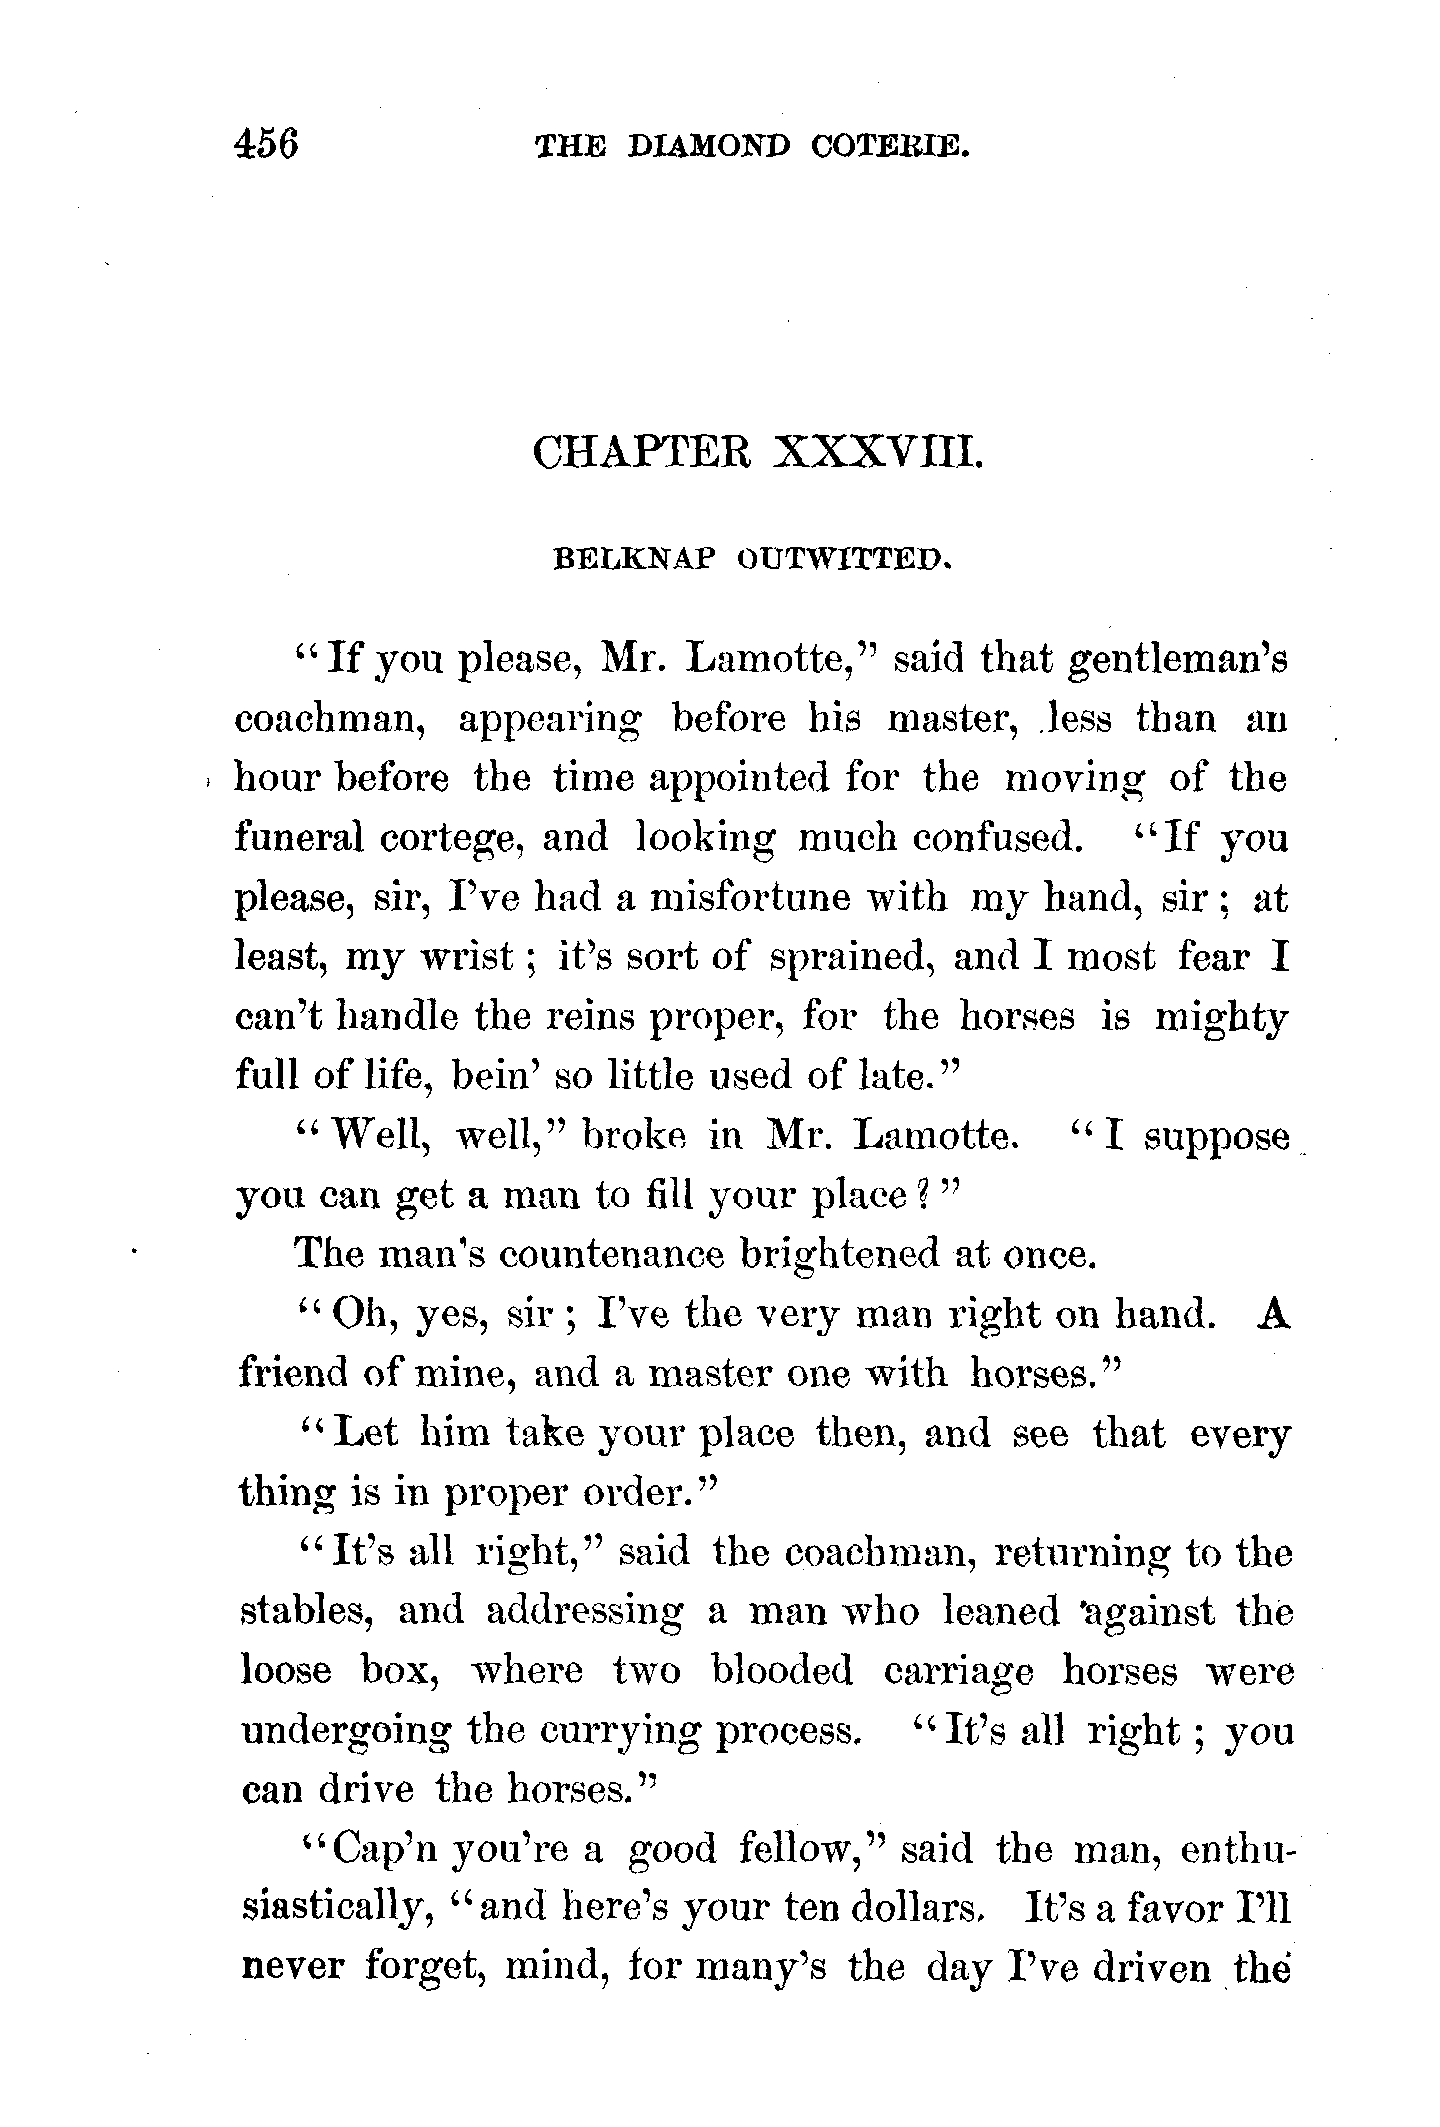 456 THE DIAMOND COTERIE.
CHAPTER XXXVIII.
BELKNAP OUTWITTED.
“If you please, Mr. Lamotte,” said that gentleman’s
coachman, appearing before his master, less than an
hour before the time appointed for the moving of the
funeral cortege, and looking much confused. “If you
please, sir, I’ve had a misfortune with my hand, sir; at
least, my wrist; it’s sort of sprained, and I most fear I
can’t handle the reins proper, for the horses is mighty
full of life, bein’ so little used of late.”
“Well, well,” broke in Mr. Lamotte. “I suppose
you can get a man to fill your place?”
The man’s countenance brightened at once.
“Oh, yes, sir; I’ve the very man right on hand. A
friend of mine, and a master one with horses.”
“Let him take your place then, and see that every
thing is in proper order.”
“It’s all right,” said the coachman, returning to the
stables, and addressing a man who leaned against the
loose box, where two blooded carriage horses were
undergoing the currying process. “It’s all right; you
can drive the horses.”
“Cap’n you’re a good fellow,” said the man, enthu-
siastically, “and here’s your ten dollars. It’s a favor I’ll
never forget, mind, for many’s the day I’ve driven the